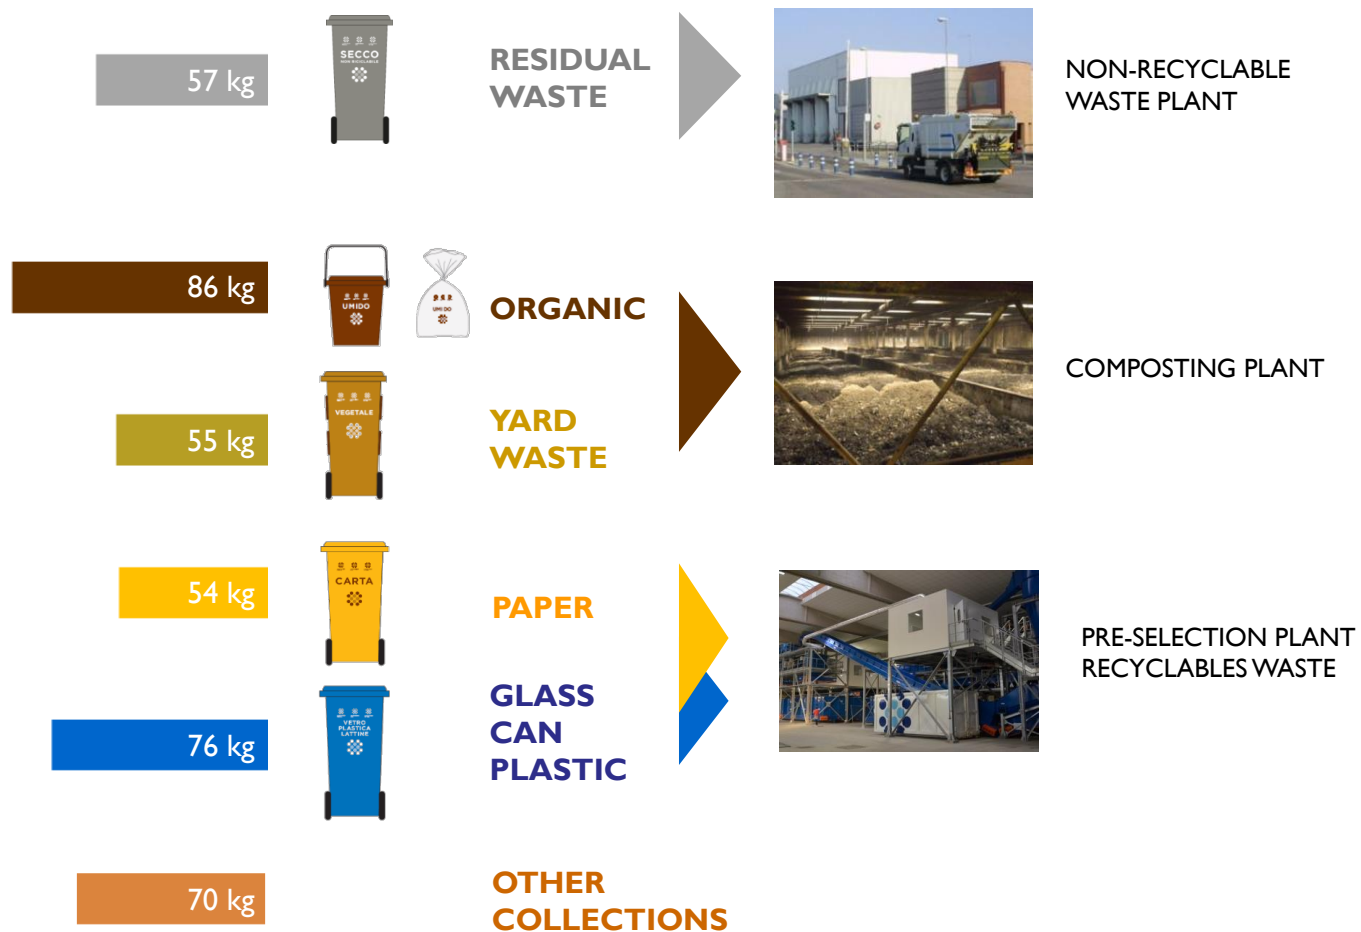 57 kg
SECCO
NON RICICLABILE
RESIDUAL
WASTE
NON-RECYCLABLE
WASTE PLANT
86 kg
UMIDO
UMIDO
ORGANIC
COMPOSTING PLANT
55 kg
VEGETALE
YARD
WASTE
54 kg
CARTA
PAPER
PRE-SELECTION PLANT
RECYCLABLES WASTE
76 kg
VETRO
PLASTICA
LATTINE
GLASS
CAN
PLASTIC
70 kg
OTHER
COLLECTIONS